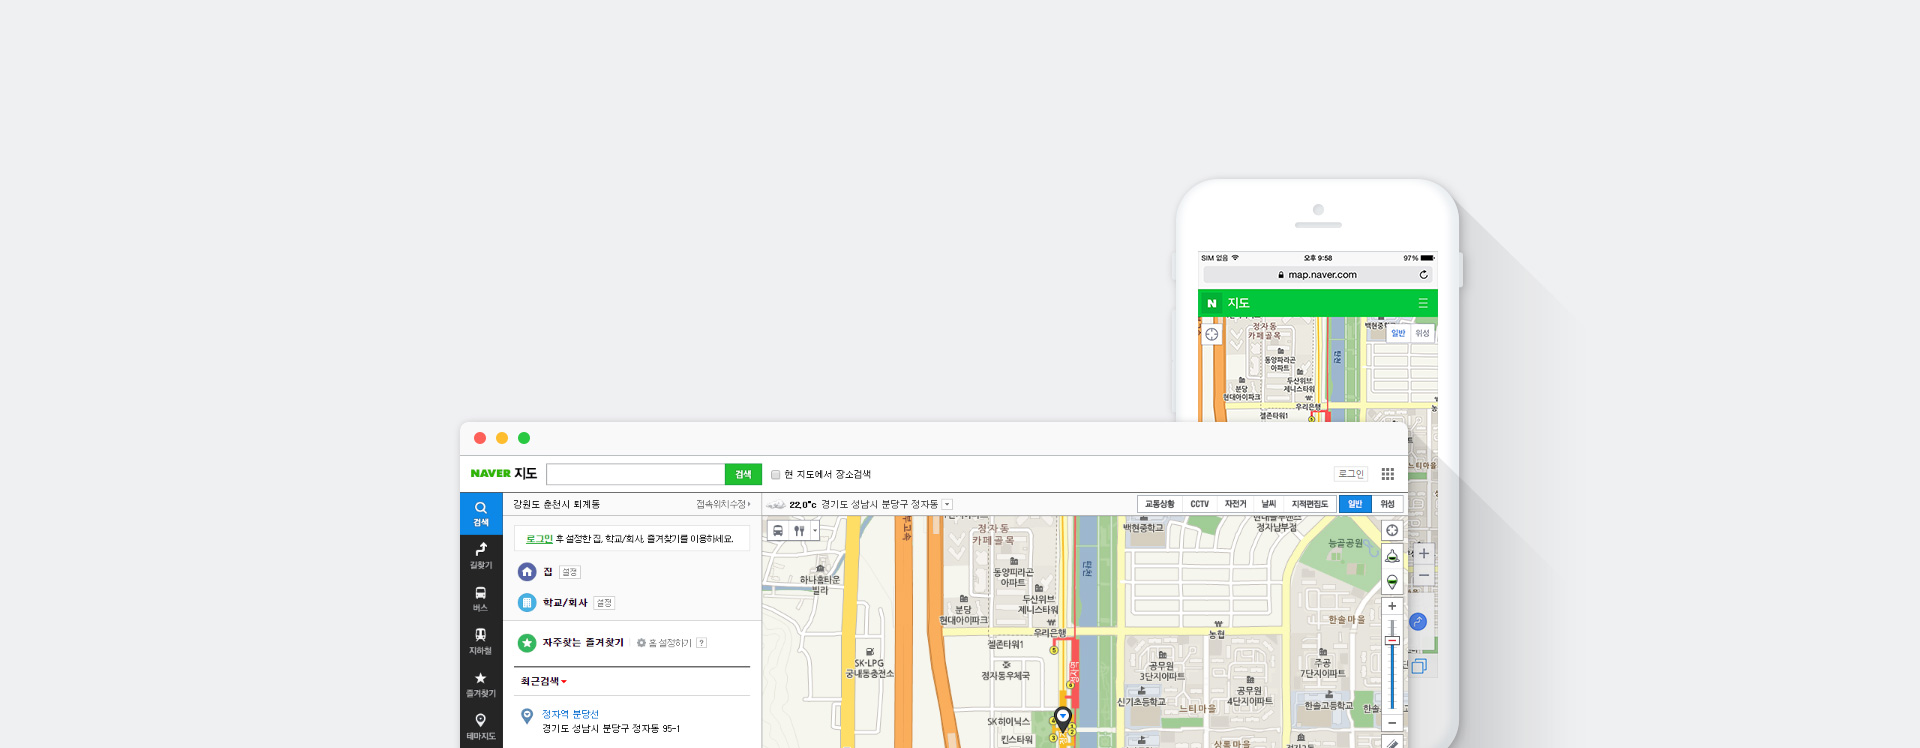 SIM 없음 오후 9:58 97%
map.naver.com
N 지도
정자동
카페골목
백현중학
일반 위성
탄천
동양파라곤
아파트
분당
현대아이파크
두산위브
제니스타워
우리은행
젤존타워1
NAVER 지도 검색 현 지도에서 장소검색 로그인
검색
길찾기
버스
지하철
즐겨찾기
테마지도
강원도 춘천시 퇴계동 접속위치수정
로그인 후 설정한 집, 학교/회사, 즐겨찾기를 이용하세요.
집 설정
학교/회사 설정
자주찾는 즐겨찾기 홈 설정하기 ?
최근검색
정자역 분당선
경기도 성남시 분당구 정자동 95-1
22.0°c 경기도 성남시 분당구 정자동
교통상황 CCTV 자전거 날씨 지적편집도 일반 위성
정자동
카페골목
백현중학교
정자남부점
능골공원
탄천
하나홈타운
빌라
동양파라곤
아파트
분당
현대아이파크
두산위브
제니스타워
우리은행
젤존타워1
농협
한솔마을
SK-LPG
궁내동충전소
정자동우체국
공무원
3단지아파트
주공
7단지아파트
공무원
4단지아파트
신기초등학교
느티마을
한솔고등학교
SK하이닉스
킨스타워
상록마을